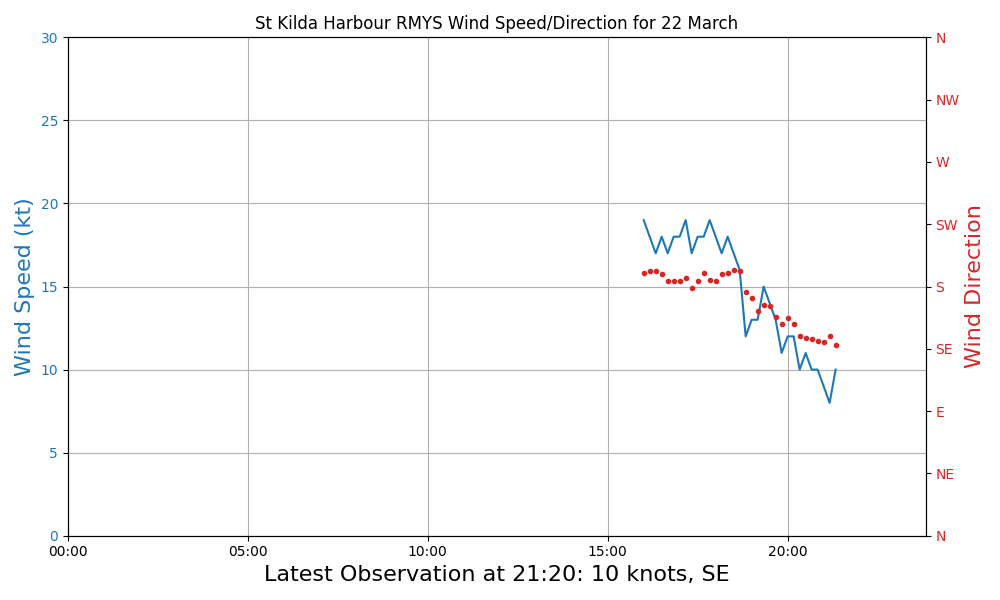 St Kilda Harbour RMYS Wind Speed/Direction for 22 March
30
25
20
15
10
5
0
Wind Speed (kt)
N
NW
W
SW
S
SE
E
NE
N
Wind Direction
00:00
05:00
10:00
15:00
20:00
Latest Observation at 21:20: 10 knots, SE